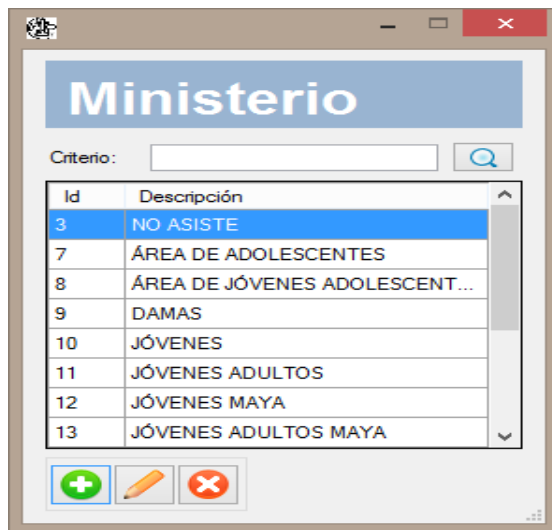 Ministerio
Criterio:
Id Descripción
3 NO ASISTE
7 ÁREA DE ADOLESCENTES
8 ÁREA DE JÓVENES ADOLESCENT...
9 DAMAS
10 JÓVENES
11 JÓVENES ADULTOS
12 JÓVENES MAYA
13 JÓVENES ADULTOS MAYA